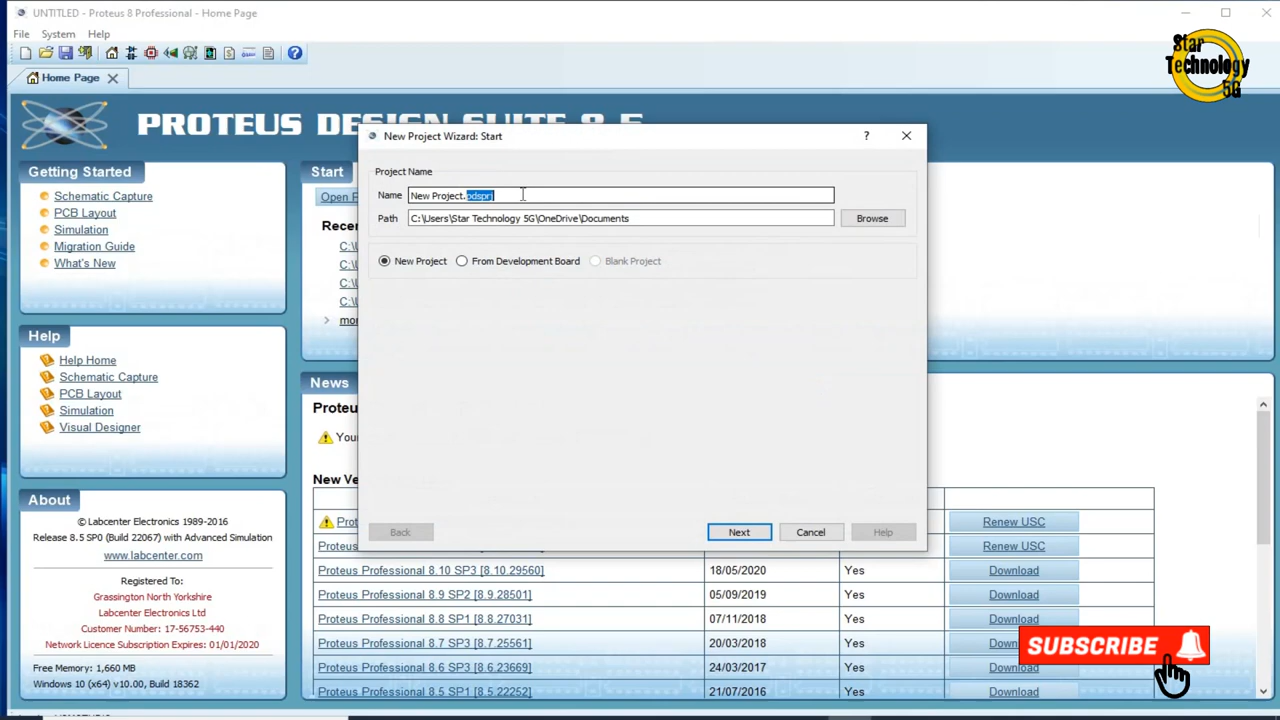 UNTITLED - Proteus 8 Professional - Home Page
File System Help
Star
Technology
5G
Home Page
PROTEUS DESIGN SUITE 8.5
New Project Wizard: Start
?
Getting Started
Schematic Capture
PCB Layout
Simulation
Migration Guide
What's New
Start
Open P
Recen
C:\U
C:\U
C:\U
C:\U
mor
Project Name
Name New Project.pdsprj
Path C:\Users\Star Technology 5G\OneDrive\Documents Browse
New Project From Development Board Blank Project
Back Next Cancel Help
Help
Help Home
Schematic Capture
PCB Layout
Simulation
Visual Designer
News
Proteu
You
New Ve
Prot Renew USC
Proteus Renew USC
Proteus Professional 8.10 SP3 [8.10.29560] 18/05/2020 Yes Download
Proteus Professional 8.9 SP2 [8.9.28501] 05/09/2019 Yes Download
Proteus Professional 8.8 SP1 [8.8.27031] 07/11/2018 Yes Download
Proteus Professional 8.7 SP3 [8.7.25561] 20/03/2018 Yes Down
Proteus Professional 8.6 SP3 [8.6.23669] 24/03/2017 Yes Download
Proteus Professional 8.5 SP1 [8.5.22252] 21/07/2016 Yes Download
SUBSCRIBE
About
© Labcenter Electronics 1989-2016
Release 8.5 SP0 (Build 22067) with Advanced Simulation
www.labcenter.com
Registered To:
Grassington North Yorkshire
Labcenter Electronics Ltd
Customer Number: 17-56753-440
Network Licence Subscription Expires: 01/01/2020
Free Memory: 1,660 MB
Windows 10 (x64) v10.00, Build 18362